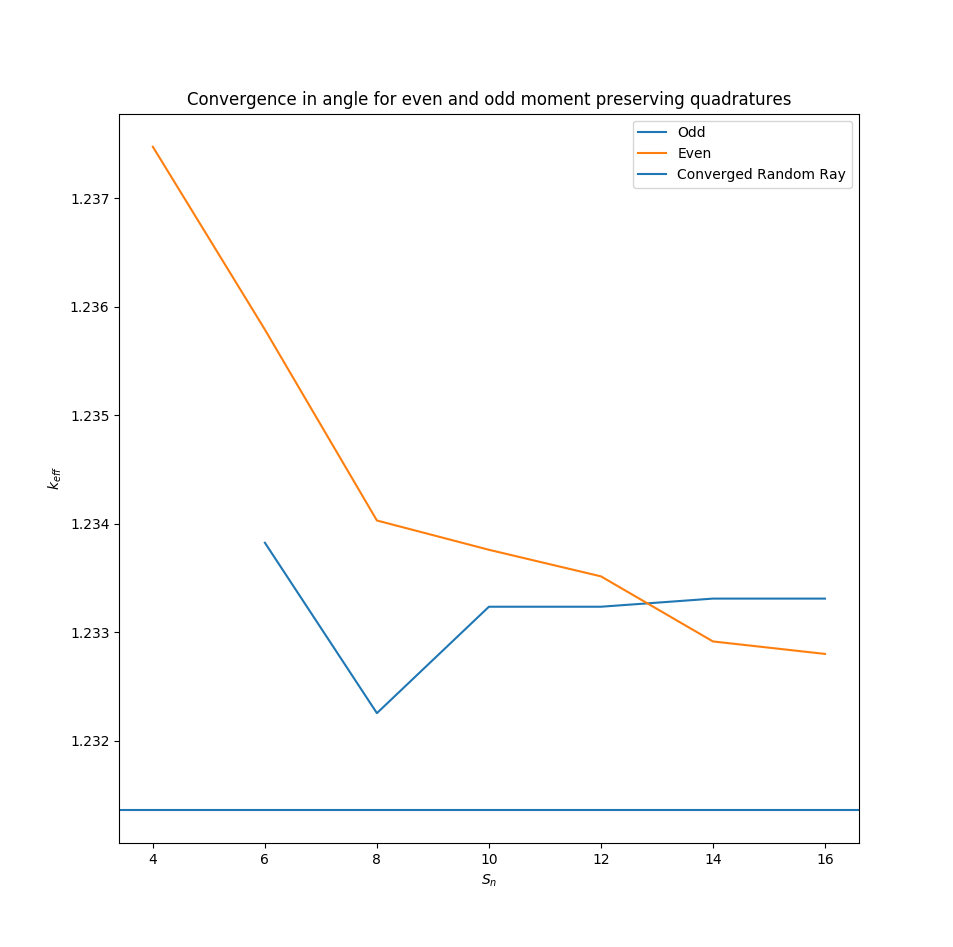 Convergence in angle for even and odd moment preserving quadratures
Odd
Even
Converged Random Ray
1.237
1.236
1.235
1.234
1.233
1.232
k_eff
4 6 8 10 12 14 16
S_n